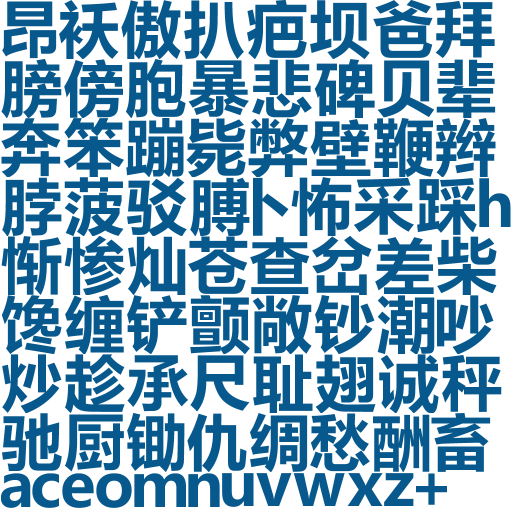 昂袄傲扒疤坝爸拜
膀傍胞暴悲碑贝辈
奔笨蹦毙弊壁鞭辫
脖菠驳膊卜怖采踩h
惭惨灿苍查岔差柴
馋缠铲颤敞钞潮吵
炒趁承尺耻翅诚秤
驰厨锄仇绸愁酬畜
aceomnuvwxz+